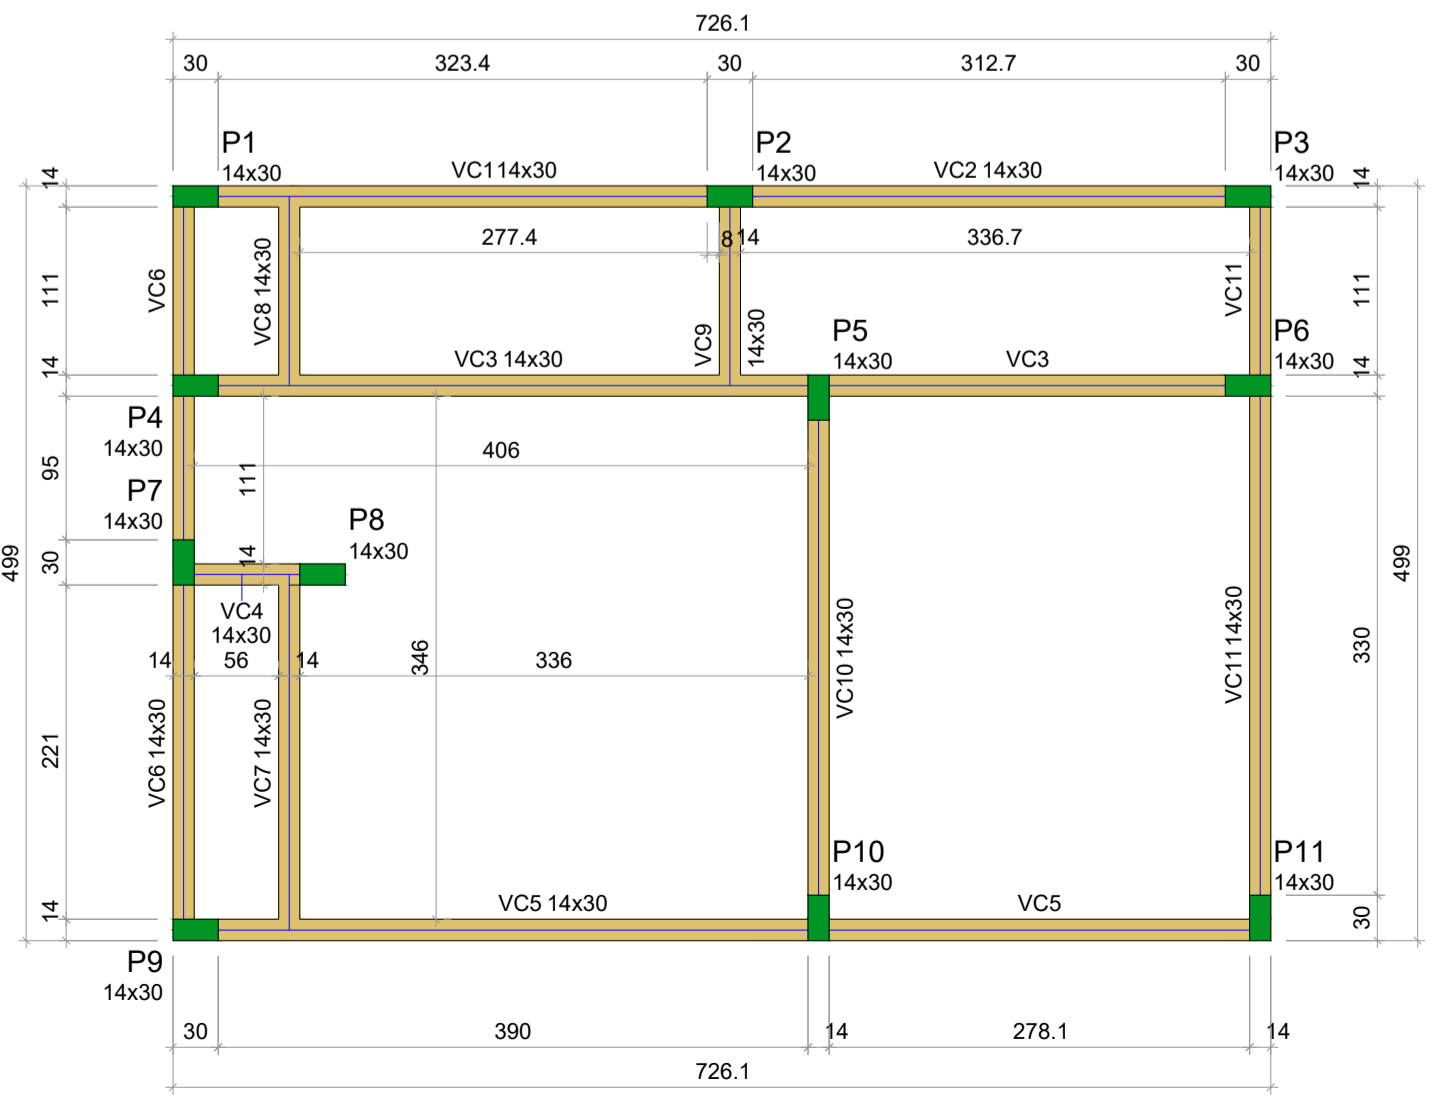 726.1
30
323.4
30
312.7
30
P1
14x30
VC1 14x30
P2
14x30
VC2 14x30
P3
14x30
14
14
277.4
8
14
336.7
VC6
111
VC8 14x30
VC9
14x30
VC11
111
VC3 14x30
P5
14x30
VC3
P6
14x30
14
14
P4
14x30
406
95
111
P7
14x30
P8
14x30
499
30
14
499
VC4
14x30
14
56
14
346
336
VC10 14x30
VC11 14x30
330
221
VC6 14x30
VC7 14x30
P10
14x30
P11
14x30
14
VC5 14x30
VC5
30
P9
14x30
30
390
14
278.1
14
726.1